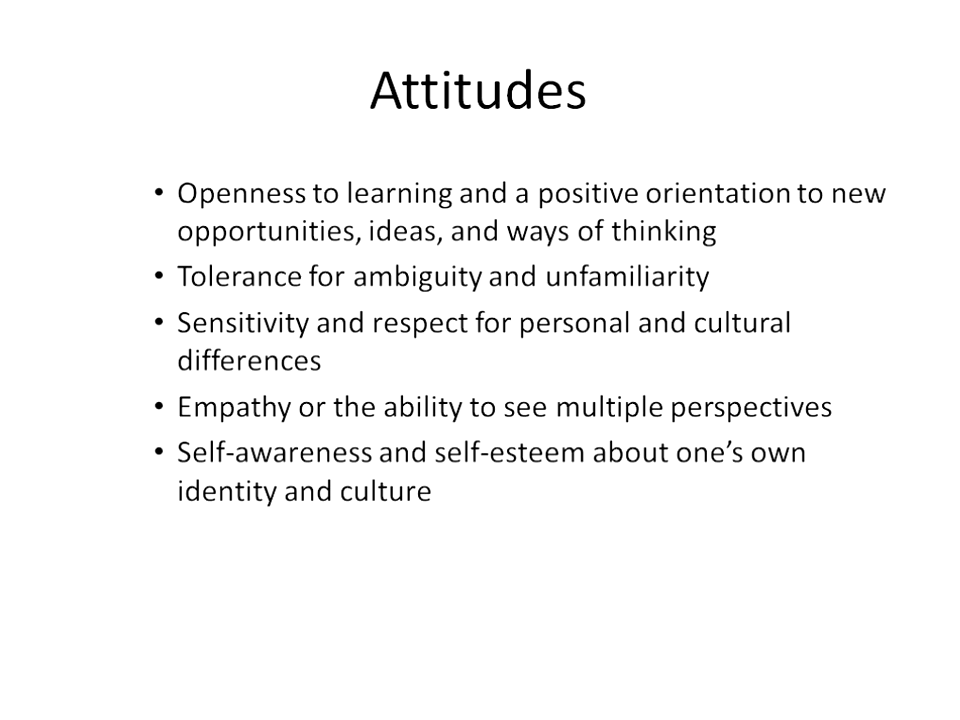 Attitudes
• Openness to learning and a positive orientation to new
opportunities, ideas, and ways of thinking
• Tolerance for ambiguity and unfamiliarity
• Sensitivity and respect for personal and cultural
differences
• Empathy or the ability to see multiple perspectives
• Self-awareness and self-esteem about one’s own
identity and culture